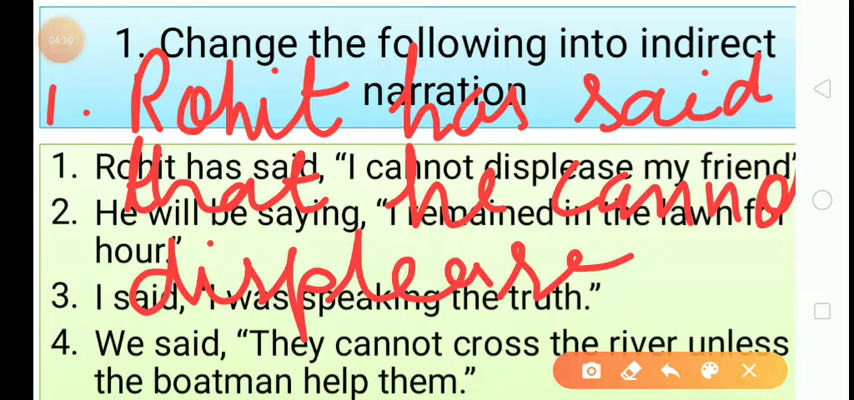 04:10
1. Change the following into indirect
narration
1. Rohit has said
that he canno
displease
1. Rohit has said, “I cannot displease my friend”
2. He will be saying, “I remained in the lawn for
hour.”
3. I said, “I was speaking the truth.”
4. We said, “They cannot cross the river unless
the boatman help them.”